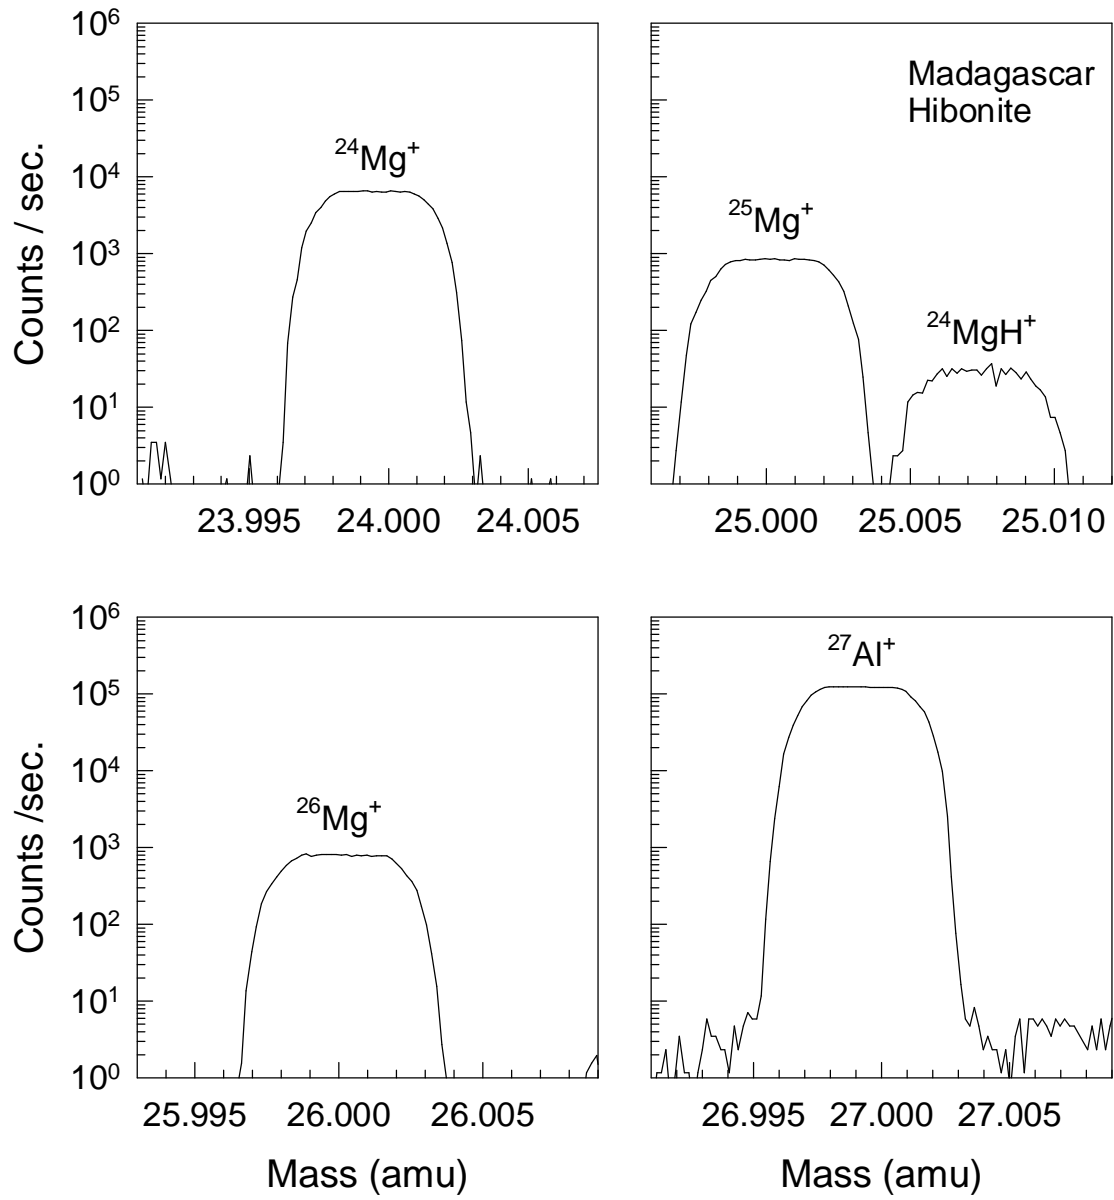 10⁶
10⁵
10⁴
10³
10²
10¹
10⁰
Counts / sec.
²⁴Mg⁺
23.995 24.000 24.005
Madagascar
Hibonite
²⁵Mg⁺
²⁴MgH⁺
25.000 25.005 25.010
10⁶
10⁵
10⁴
10³
10²
10¹
10⁰
Counts /sec.
²⁶Mg⁺
25.995 26.000 26.005
Mass (amu)
²⁷Al⁺
26.995 27.000 27.005
Mass (amu)